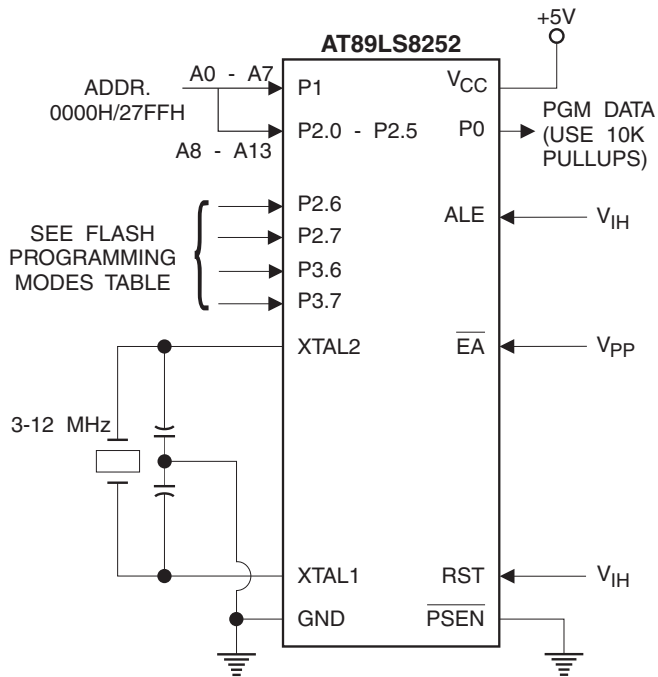 +5V
AT89LS8252
A0 - A7
ADDR.
0000H/27FFH
P1
VCC
A8 - A13
P2.0 - P2.5
P0
PGM DATA
(USE 10K
PULLUPS)
SEE FLASH
PROGRAMMING
MODES TABLE
P2.6
P2.7
P3.6
P3.7
ALE
VIH
XTAL2
EA
VPP
3-12 MHz
XTAL1
RST
VIH
GND
PSEN